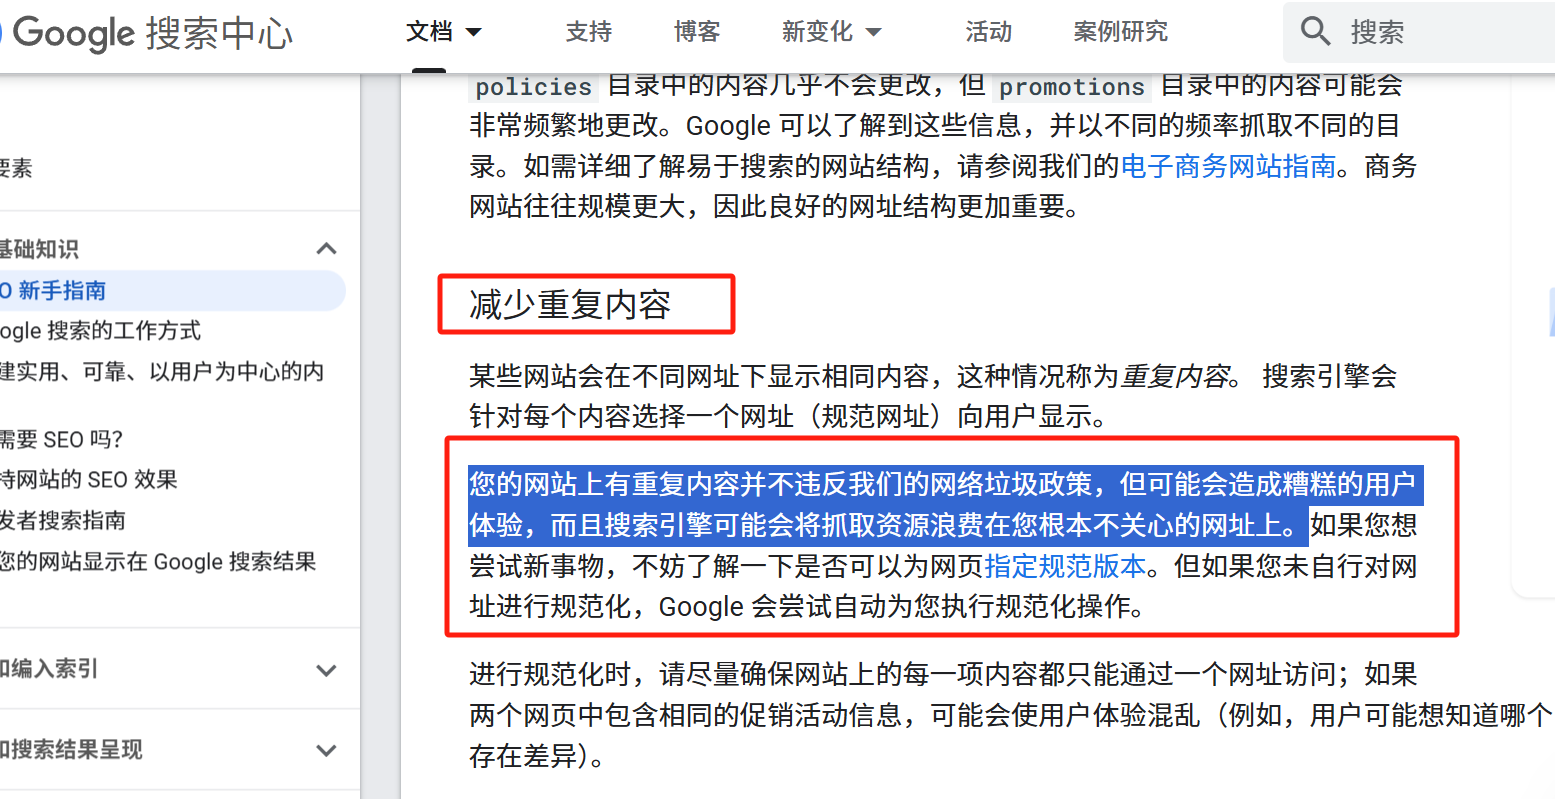 Google 搜索中心
文档
支持
博客
新变化
活动
案例研究
搜索
要素
基础知识
O 新手指南
ogle 搜索的工作方式
建实用、可靠、以用户为中心的内
需要 SEO 吗？
持网站的 SEO 效果
发者搜索指南
您的网站显示在 Google 搜索结果
和编入索引
和搜索结果呈现
policies 目录中的内容几乎不会更改，但 promotions 目录中的内容可能会
非常频繁地更改。Google 可以了解到这些信息，并以不同的频率抓取不同的目
录。如需详细了解易于搜索的网站结构，请参阅我们的电子商务网站指南。商务
网站往往规模更大，因此良好的网址结构更加重要。
减少重复内容
某些网站会在不同网址下显示相同内容，这种情况称为重复内容。 搜索引擎会
针对每个内容选择一个网址（规范网址）向用户显示。
您的网站上有重复内容并不违反我们的网络垃圾政策，但可能会造成糟糕的用户
体验，而且搜索引擎可能会将抓取资源浪费在您根本不关心的网址上。如果您想
尝试新事物，不妨了解一下是否可以为网页指定规范版本。但如果您未自行对网
址进行规范化，Google 会尝试自动为您执行规范化操作。
进行规范化时，请尽量确保网站上的每一项内容都只能通过一个网址访问；如果
两个网页中包含相同的促销活动信息，可能会使用户体验混乱（例如，用户可能想知道哪个
存在差异）。